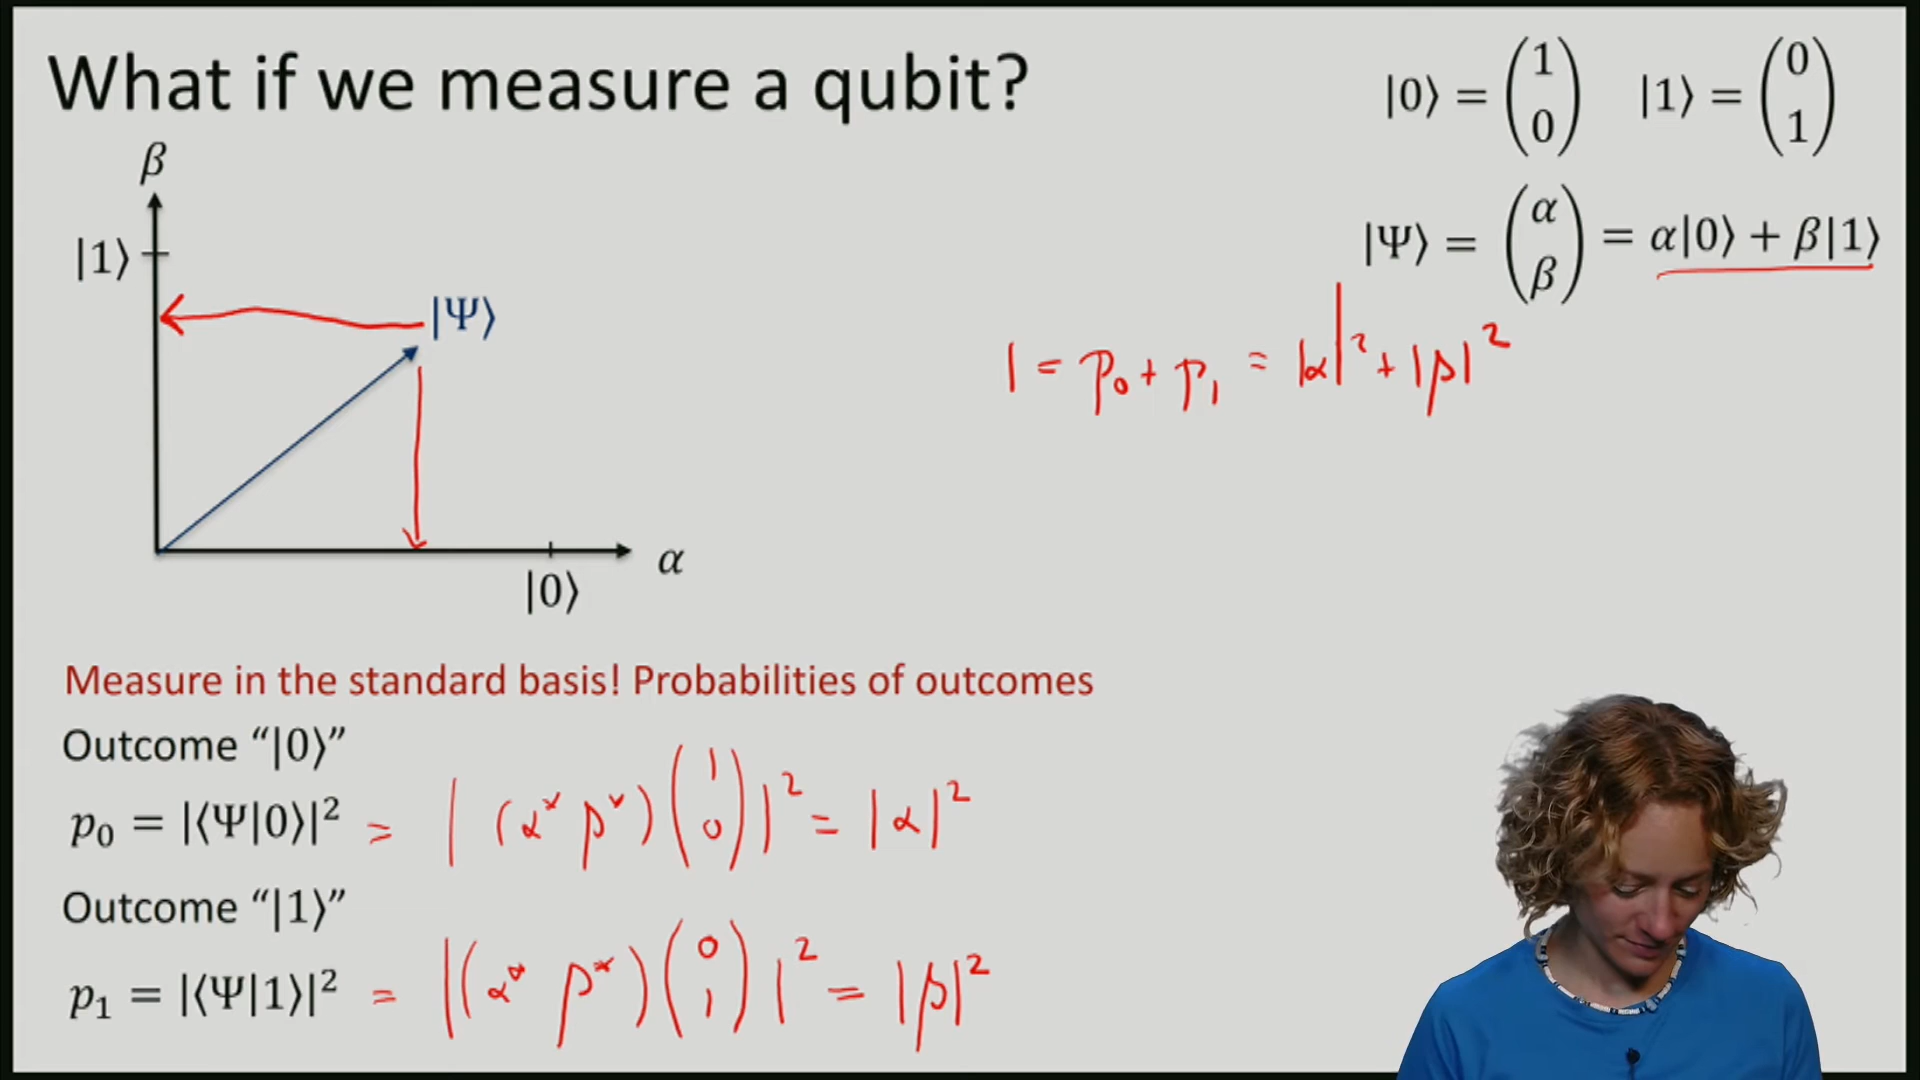 What if we measure a qubit?
|0⟩ = (1 0) |1⟩ = (0 1)
|Ψ⟩ = (α β) = α|0⟩ + β|1⟩
β
|1⟩
|Ψ⟩
α
|0⟩
1 = p₀ + p₁ = |α|² + |β|²
Measure in the standard basis! Probabilities of outcomes
Outcome “|0⟩”
p₀ = |⟨Ψ|0⟩|² = |(α* β*)(1 0)|² = |α|²
Outcome “|1⟩”
p₁ = |⟨Ψ|1⟩|² = |(α* β*)(0 1)|² = |β|²